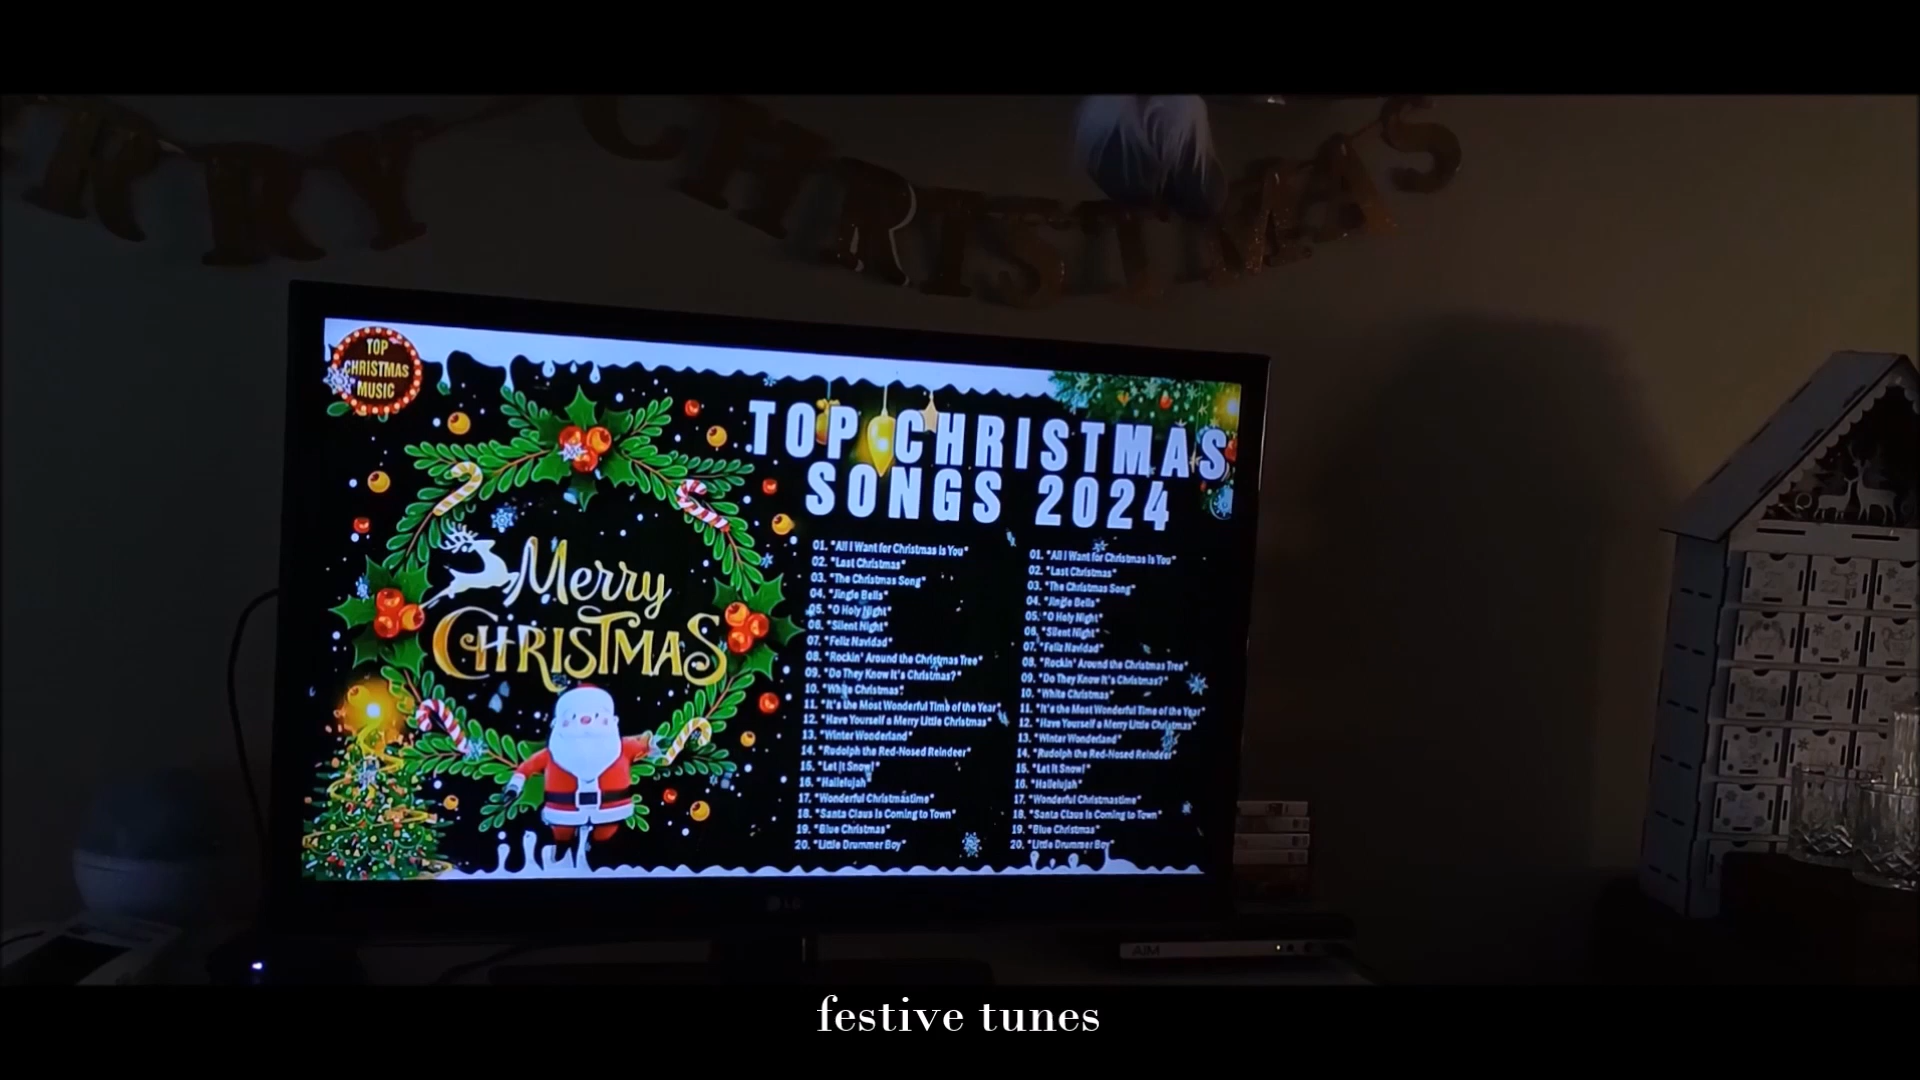 RRY CHRISTMAS
TOP
CHRISTMAS
MUSIC
TOP CHRISTMAS
SONGS 2024
Merry
CHRISTMAS
01. "All I Want for Christmas Is You"
02. "Last Christmas"
03. "The Christmas Song"
04. "Jingle Bells"
05. "O Holy Night"
06. "Silent Night"
07. "Feliz Navidad"
08. "Rockin' Around the Christmas Tree"
09. "Do They Know It's Christmas?"
10. "White Christmas"
11. "It's the Most Wonderful Time of the Year"
12. "Have Yourself a Merry Little Christmas"
13. "Winter Wonderland"
14. "Rudolph the Red-Nosed Reindeer"
15. "Let It Snow!"
16. "Hallelujah"
17. "Wonderful Christmastime"
18. "Santa Claus Is Coming to Town"
19. "Blue Christmas"
20. "Little Drummer Boy"
01. "All I Want for Christmas Is You"
02. "Last Christmas"
03. "The Christmas Song"
04. "Jingle Bells"
05. "O Holy Night"
06. "Silent Night"
07. "Feliz Navidad"
08. "Rockin' Around the Christmas Tree"
09. "Do They Know It's Christmas?"
10. "White Christmas"
11. "It's the Most Wonderful Time of the Year"
12. "Have Yourself a Merry Little Christmas"
13. "Winter Wonderland"
14. "Rudolph the Red-Nosed Reindeer"
15. "Let It Snow!"
16. "Hallelujah"
17. "Wonderful Christmastime"
18. "Santa Claus Is Coming to Town"
19. "Blue Christmas"
20. "Little Drummer Boy"
LG
AIM
festive tunes